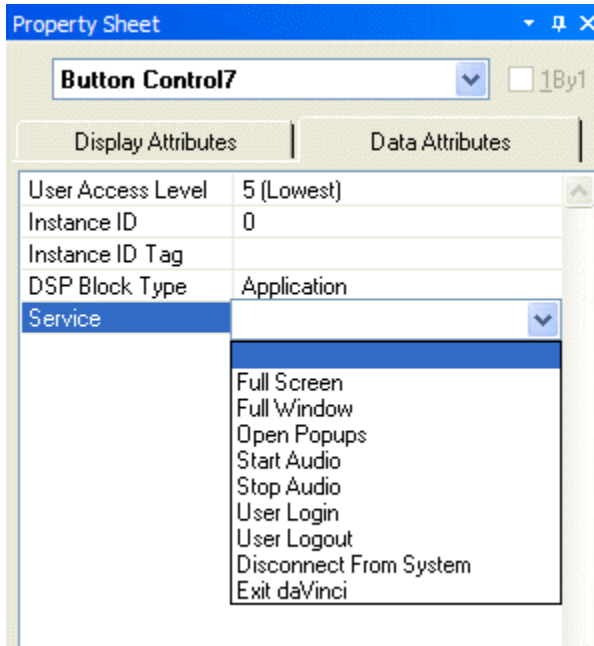 Property Sheet
Button Control7
1By1
Display Attributes
Data Attributes
User Access Level 5 (Lowest)
Instance ID 0
Instance ID Tag
DSP Block Type Application
Service
Full Screen
Full Window
Open Popups
Start Audio
Stop Audio
User Login
User Logout
Disconnect From System
Exit daVinci